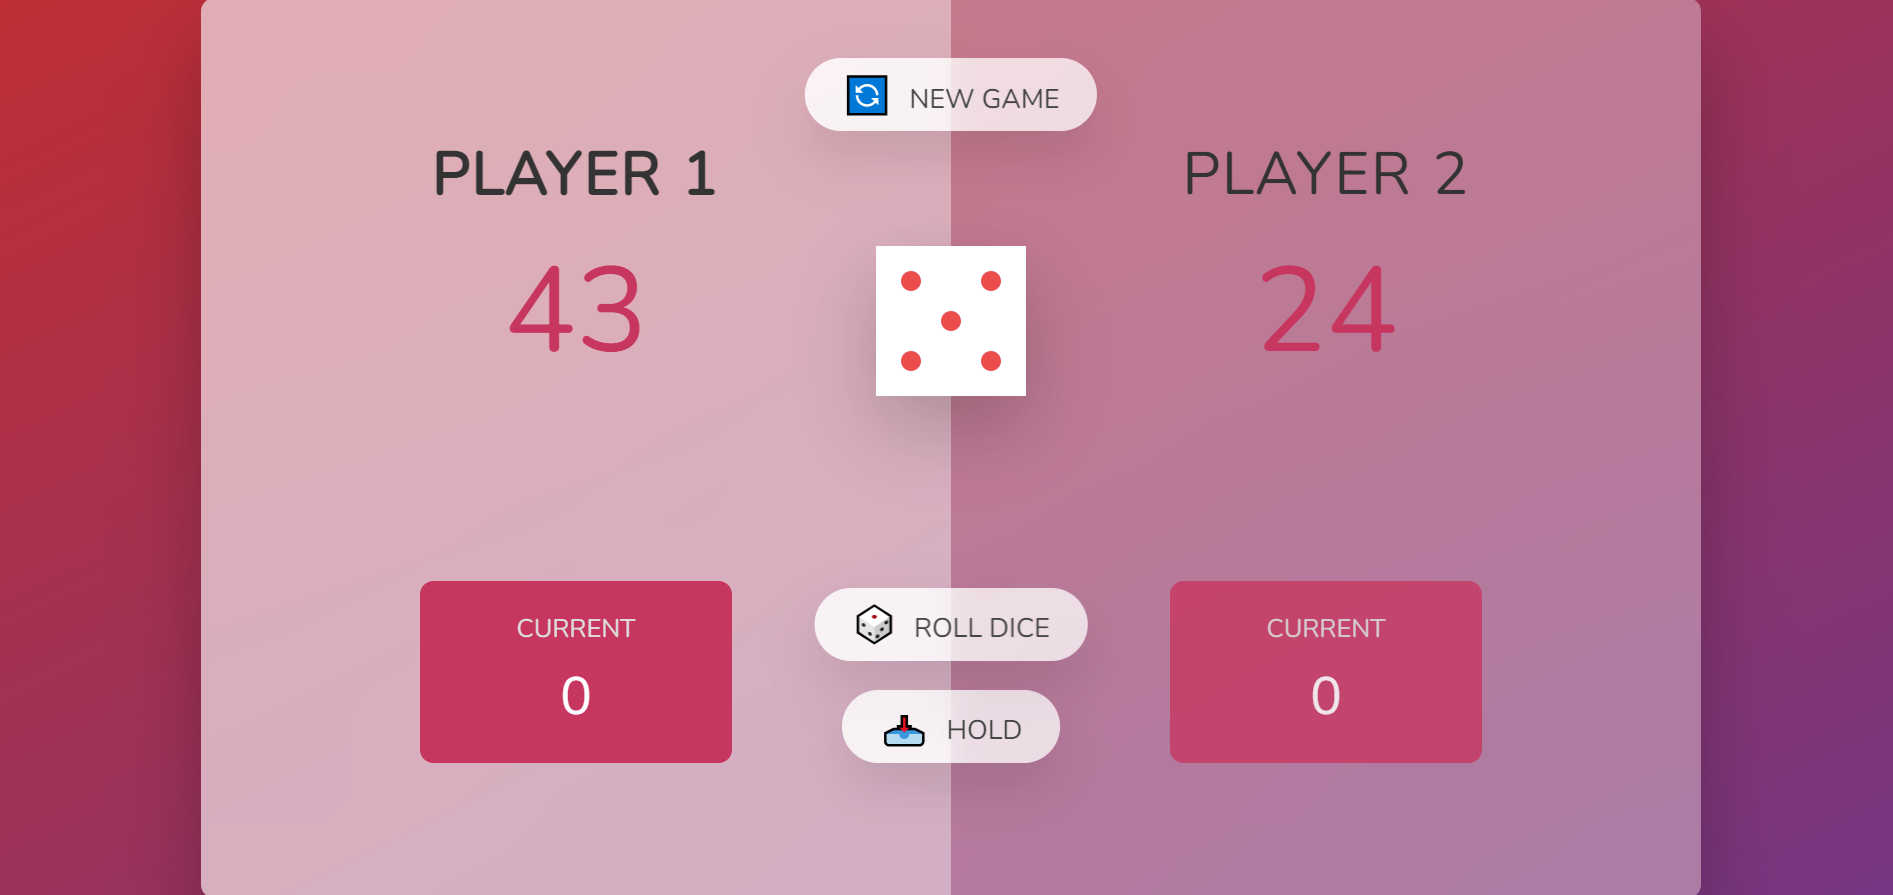 NEW GAME
PLAYER 1
43
PLAYER 2
24
CURRENT
0
ROLL DICE
HOLD
CURRENT
0